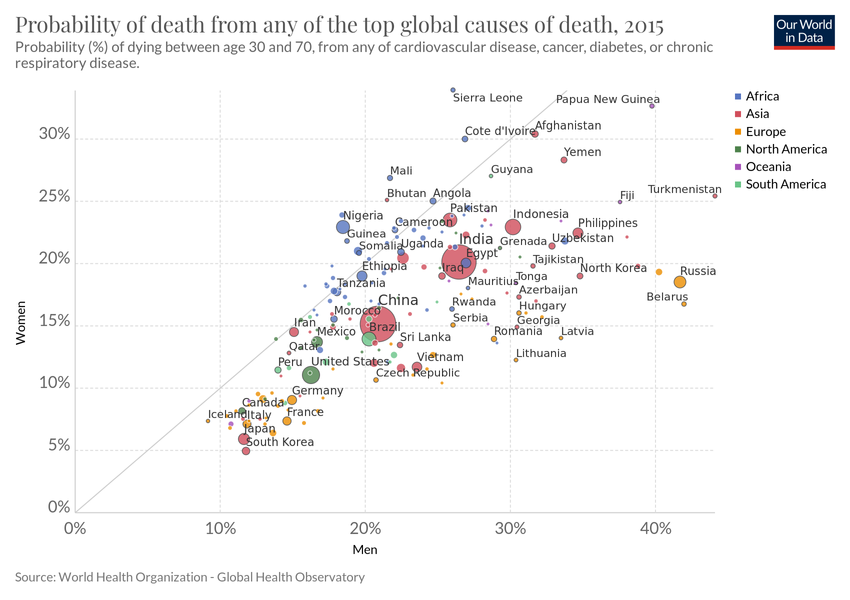 Probability of death from any of the top global causes of death, 2015
Probability (%) of dying between age 30 and 70, from any of cardiovascular disease, cancer, diabetes, or chronic
respiratory disease.
Our World
in Data
Sierra Leone
Papua New Guinea
Africa
Asia
Europe
North America
Oceania
South America
30%
Cote d'Ivoire
Afghanistan
Yemen
Mali
Guyana
25%
Bhutan
Angola
Fiji
Turkmenistan
Nigeria
Cameroon
Pakistan
Indonesia
Philippines
Guinea
Somalia
Uganda
India
Grenada
Uzbekistan
20%
Ethiopia
Iraq
Egypt
Tajikistan
North Korea
Russia
Tanzania
Mauritius
Tonga
Azerbaijan
Belarus
China
Rwanda
Hungary
Morocco
Serbia
Georgia
15%
Iran
Mexico
Brazil
Sri Lanka
Romania
Latvia
Qatar
Peru
United States
Vietnam
Lithuania
Czech Republic
10%
Germany
Canada
Iceland
Italy
France
Japan
South Korea
5%
0%
0%
10%
20%
30%
40%
Women
Men
Source: World Health Organization - Global Health Observatory